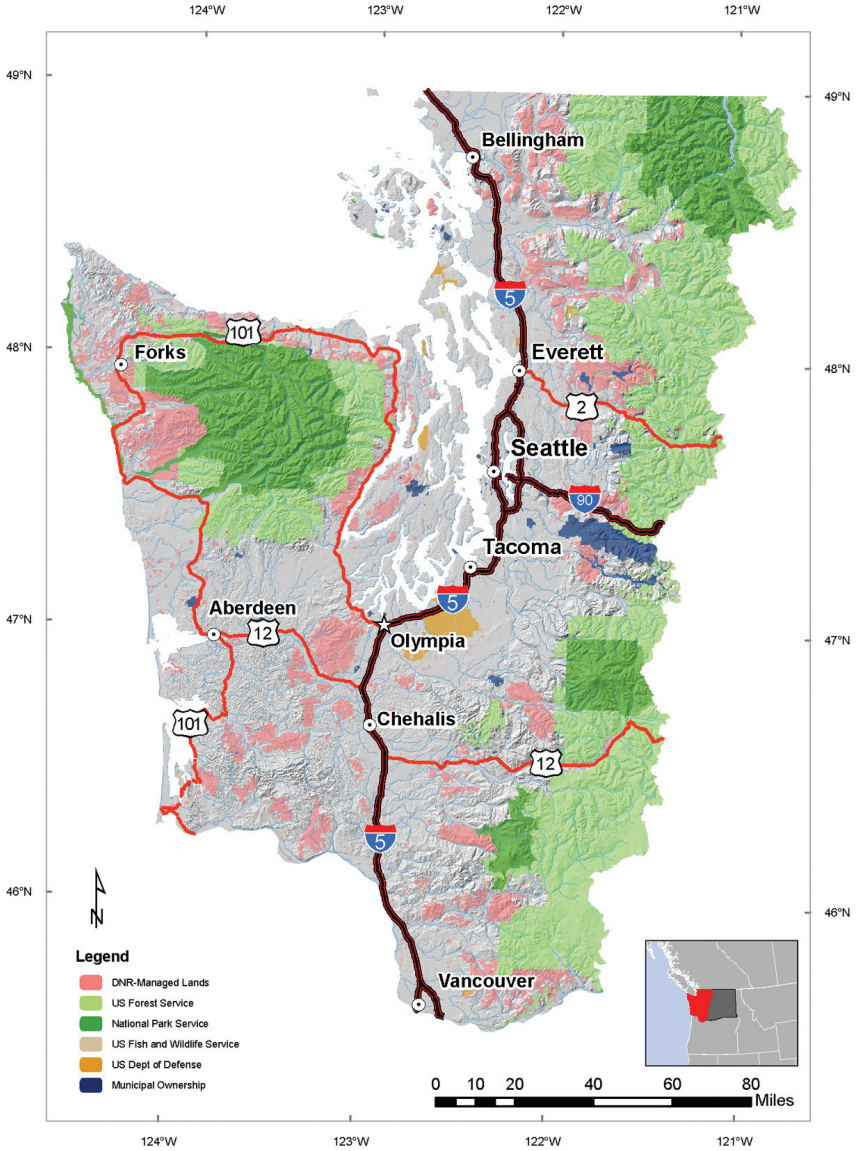 124°W 123°W 122°W 121°W
49°N 49°N
Bellingham
5
48°N 48°N
101
Forks
Everett
2
Seattle
90
Tacoma
5
47°N 47°N
Aberdeen
12
Olympia
101
Chehalis
12
5
46°N 46°N
N
Legend
DNR-Managed Lands
US Forest Service
National Park Service
US Fish and Wildlife Service
US Dept of Defense
Municipal Ownership
Vancouver
0 10 20 40 60 80
Miles
124°W 123°W 122°W 121°W